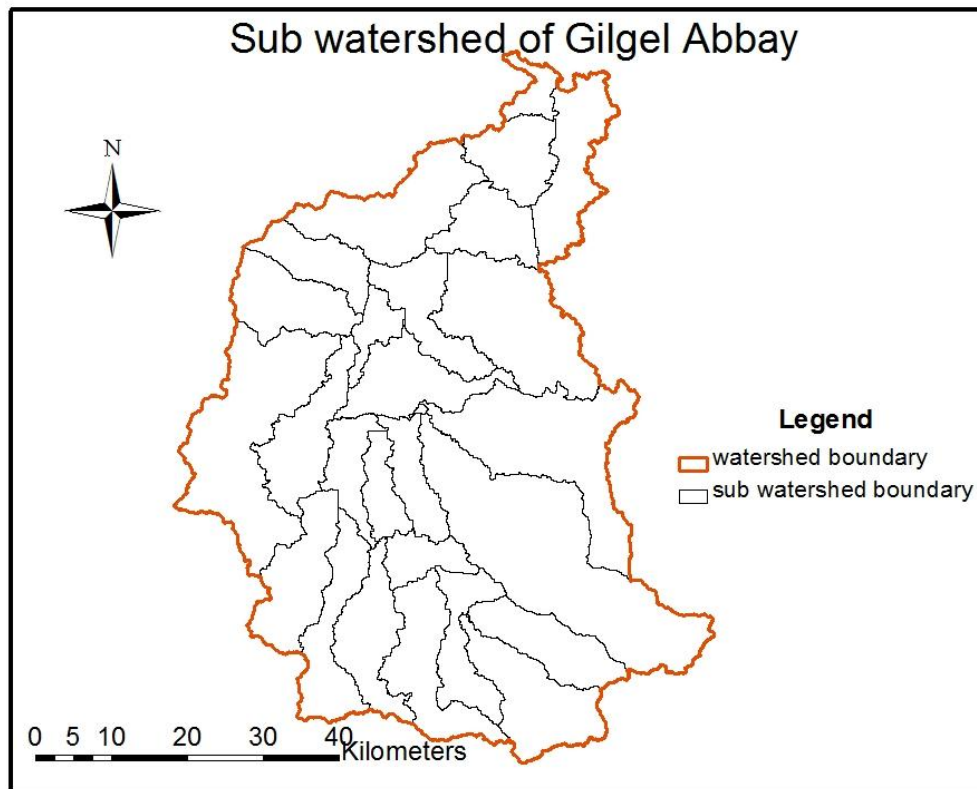 Sub watershed of Gilgel Abbay
N
Legend
watershed boundary
sub watershed boundary
0 5 10 20 30 40
Kilometers